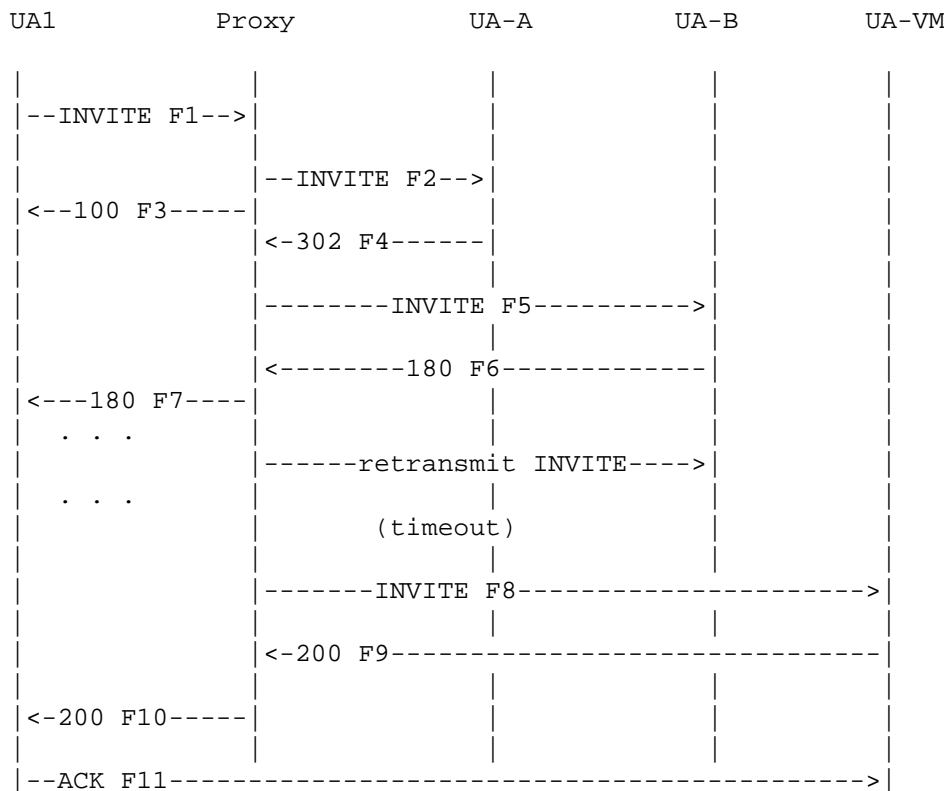 UA1 Proxy UA-A UA-B UA-VM
| | | | |
|--INVITE F1-->| | | |
| | | | |
| |--INVITE F2-->| | |
|<--100 F3-----| | | |
| |<-302 F4------| | |
| | | | |
| |--------INVITE F5---------->| |
| | | | |
| |<--------180 F6-------------| |
|<---180 F7----| | | |
| . . . | | | |
| |------retransmit INVITE---->| |
| . . . | | | |
| | (timeout) | |
| | | | |
| |-------INVITE F8---------------------->|
| | | | |
| |<-200 F9-------------------------------|
| | | | |
|<-200 F10-----| | | |
| | | | |
|--ACK F11-------------------------------------------->|